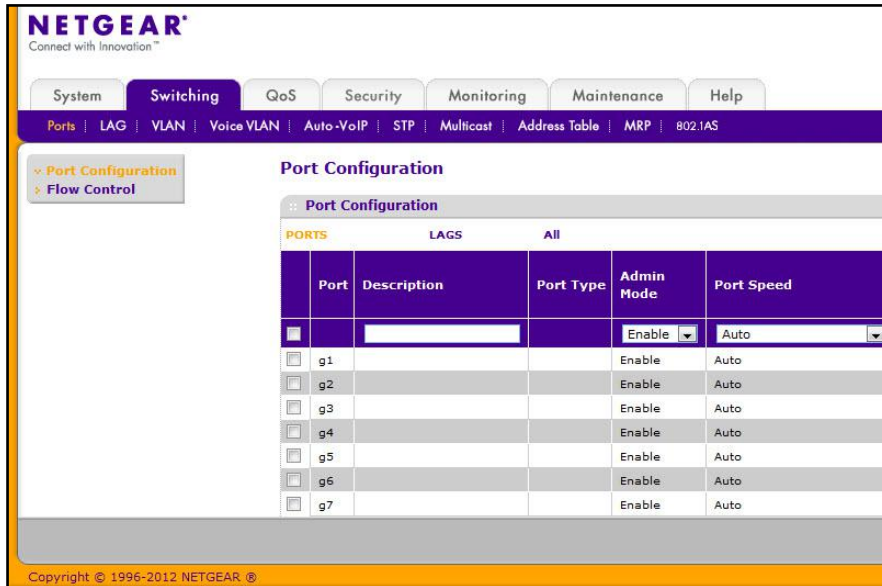 NETGEAR®
Connect with Innovation™
System Switching QoS Security Monitoring Maintenance Help
Ports LAG VLAN Voice VLAN Auto-VoIP STP Multicast Address Table MRP 802.1AS
Port Configuration
Flow Control
Port Configuration
Port Configuration
PORTS LAGS All
Port Description Port Type Admin Mode Port Speed
Enable Auto
g1 Enable Auto
g2 Enable Auto
g3 Enable Auto
g4 Enable Auto
g5 Enable Auto
g6 Enable Auto
g7 Enable Auto
Copyright © 1996-2012 NETGEAR ®